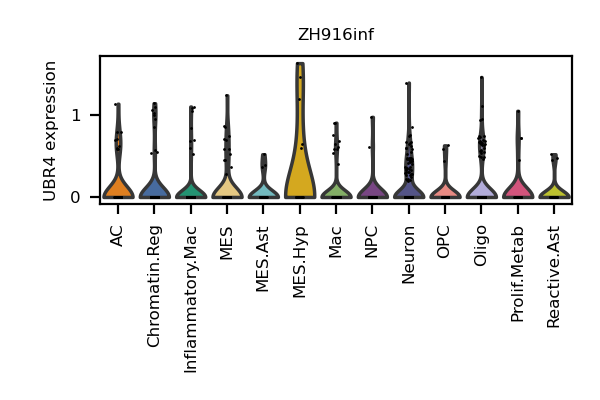 ZH916inf
UBR4 expression
1
0
AC
Chromatin.Reg
Inflammatory.Mac
MES
MES.Ast
MES.Hyp
Mac
NPC
Neuron
OPC
Oligo
Prolif.Metab
Reactive.Ast